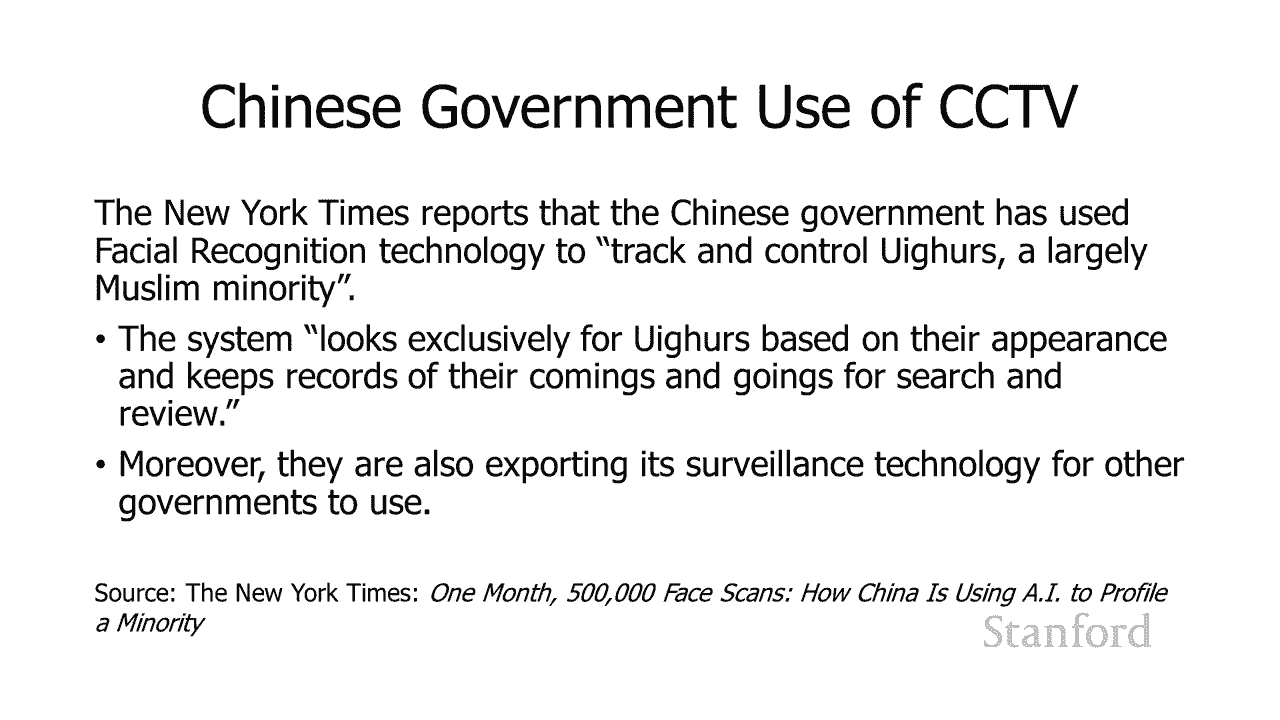 Chinese Government Use of CCTV
The New York Times reports that the Chinese government has used
Facial Recognition technology to “track and control Uighurs, a largely
Muslim minority”.
• The system “looks exclusively for Uighurs based on their appearance
and keeps records of their comings and goings for search and
review.”
• Moreover, they are also exporting its surveillance technology for other
governments to use.
Source: The New York Times: One Month, 500,000 Face Scans: How China Is Using A.I. to Profile
a Minority
Stanford